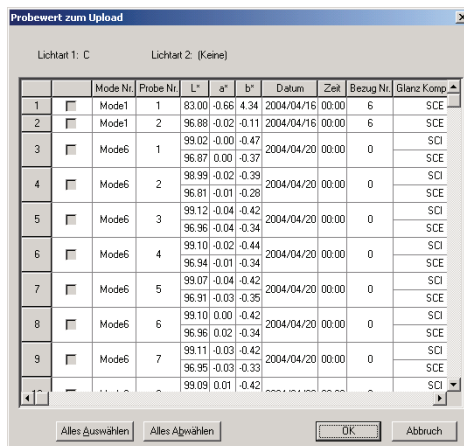 Probewert zum Upload
Lichtart 1: C Lichtart 2: (Keine)
Mode Nr. Probe Nr. L* a* b* Datum Zeit Bezug Nr. Glanz Komp
1 Mode1 1 83.00 -0.66 4.34 2004/04/16 00:00 6 SCE
2 Mode1 2 96.88 -0.02 -0.11 2004/04/16 00:00 6 SCE
3 Mode6 1 99.02 -0.00 -0.47 2004/04/20 00:00 0 SCI
96.87 0.00 -0.37 SCE
4 Mode6 2 98.99 -0.02 -0.39 2004/04/20 00:00 0 SCI
96.81 -0.01 -0.28 SCE
5 Mode6 3 99.12 -0.04 -0.42 2004/04/20 00:00 0 SCI
96.96 -0.04 -0.34 SCE
6 Mode6 4 99.10 -0.02 -0.44 2004/04/20 00:00 0 SCI
96.94 -0.01 -0.34 SCE
7 Mode6 5 99.07 -0.04 -0.42 2004/04/20 00:00 0 SCI
96.91 -0.03 -0.35 SCE
8 Mode6 6 99.10 0.00 -0.42 2004/04/20 00:00 0 SCI
96.96 0.02 -0.34 SCE
9 Mode6 7 99.11 -0.03 -0.42 2004/04/20 00:00 0 SCI
96.95 -0.03 -0.33 SCE
99.09 0.01 -0.42 SCI
Alles Auswählen Alles Abwählen OK Abbruch